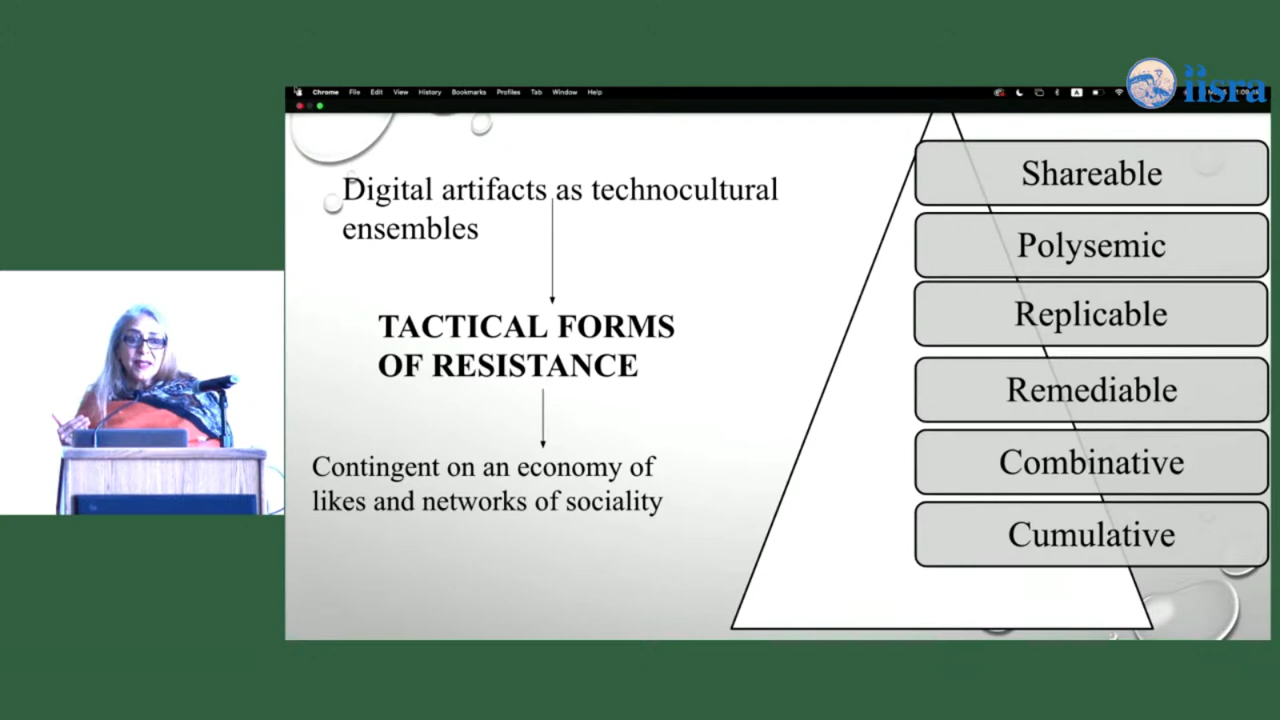 iisra
Chrome File Edit View History Bookmarks Profiles Tab Window Help
Digital artifacts as technocultural
ensembles
TACTICAL FORMS
OF RESISTANCE
Contingent on an economy of
likes and networks of sociality
Shareable
Polysemic
Replicable
Remediable
Combinative
Cumulative